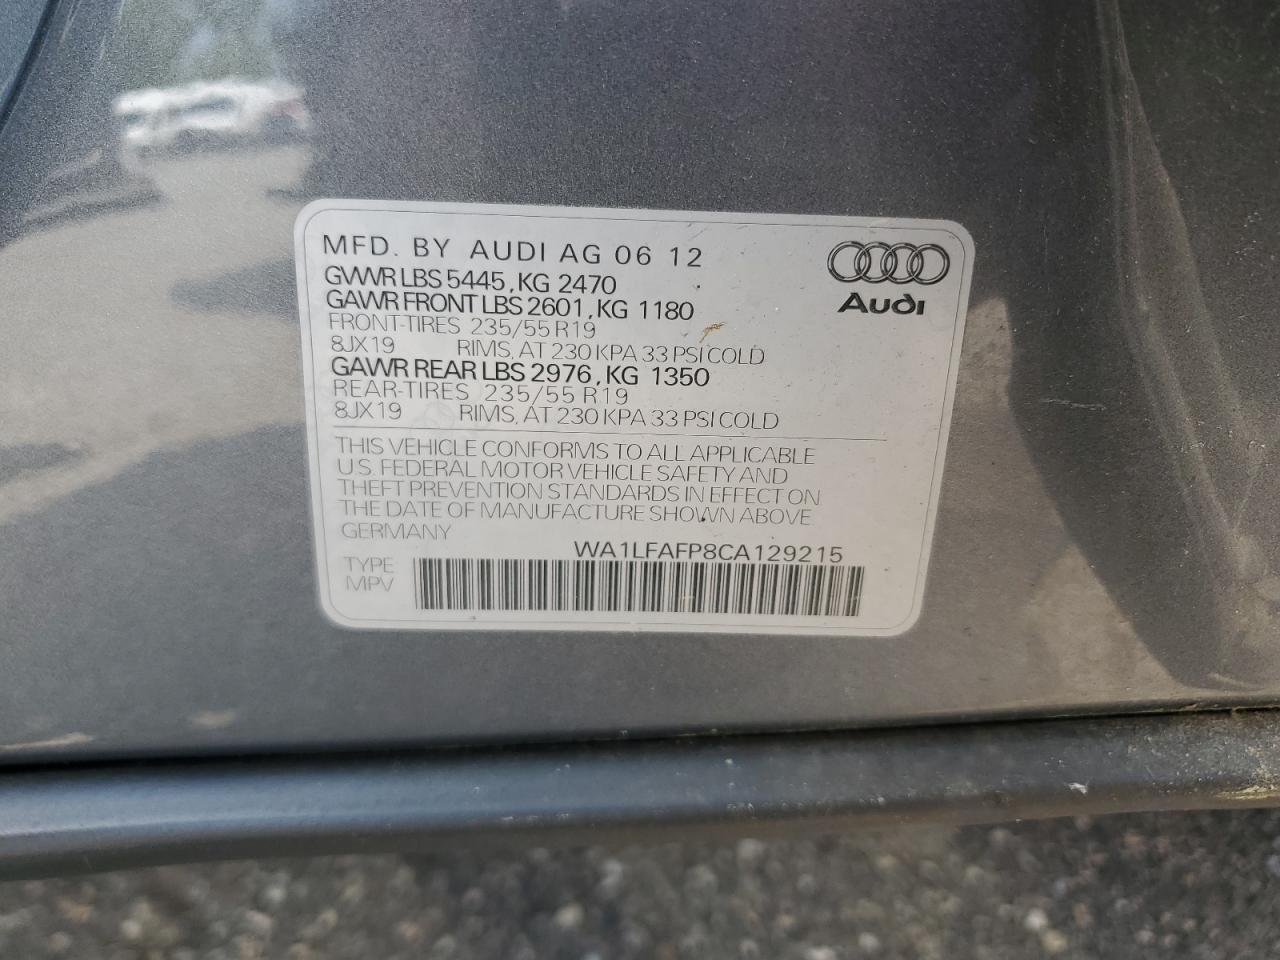 MFD. BY AUDI AG 06 12
GVWR LBS 5445, KG 2470
GAWR FRONT LBS 2601, KG 1180
FRONT-TIRES 235/55 R19
8JX19 RIMS, AT 230 KPA 33 PSI COLD
GAWR REAR LBS 2976, KG 1350
REAR-TIRES 235/55 R19
8JX19 RIMS, AT 230 KPA 33 PSI COLD
Audi
THIS VEHICLE CONFORMS TO ALL APPLICABLE
U.S. FEDERAL MOTOR VEHICLE SAFETY AND
THEFT PREVENTION STANDARDS IN EFFECT ON
THE DATE OF MANUFACTURE SHOWN ABOVE
GERMANY
WA1LFAFP8CA129215
TYPE
MPV